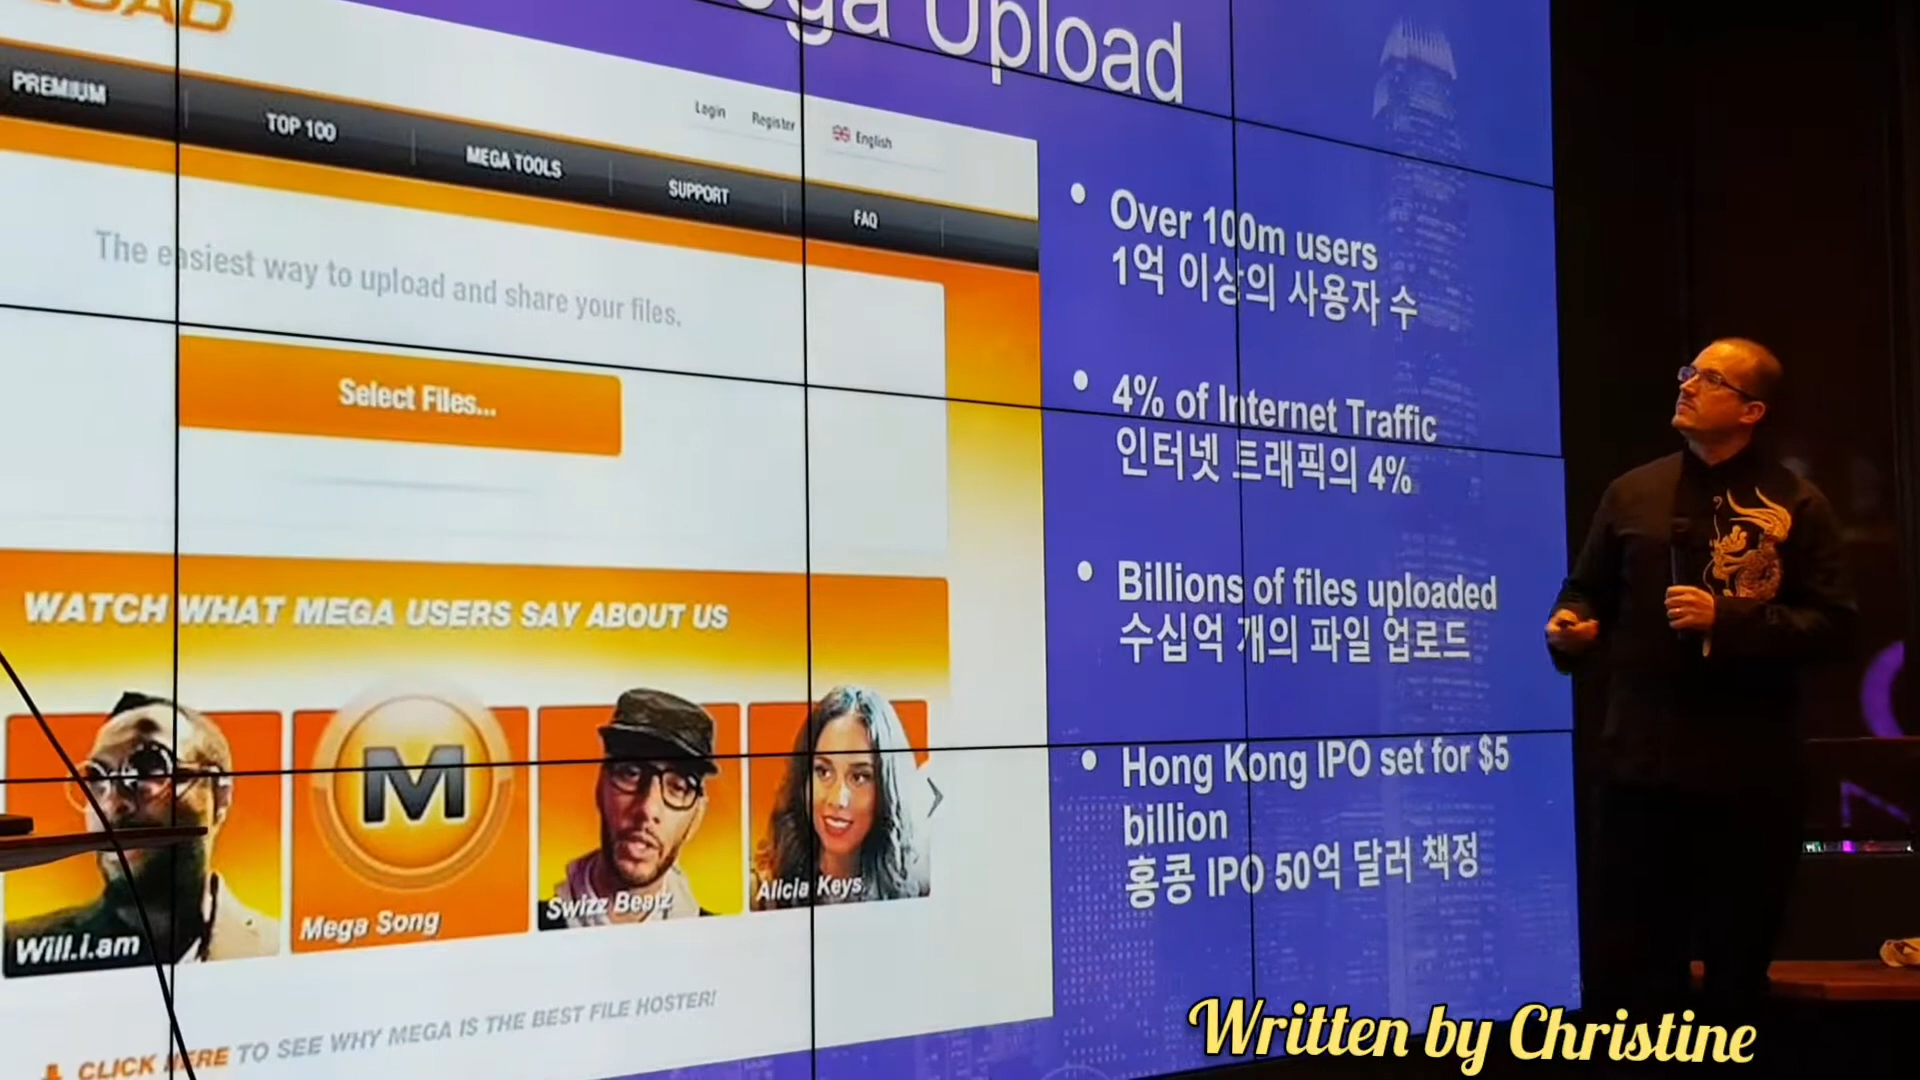 Upload
PREMIUM
TOP 100
MEGA TOOLS
SUPPORT
FAQ
Login
Register
English
The easiest way to upload and share your files.
Select Files...
WATCH WHAT MEGA USERS SAY ABOUT US
Will.i.am
M
Mega Song
Swizz Beatz
Alicia Keys
CLICK HERE TO SEE WHY MEGA IS THE BEST FILE HOSTER!
• Over 100m users
1억 이상의 사용자 수
• 4% of Internet Traffic
인터넷 트래픽의 4%
• Billions of files uploaded
수십억 개의 파일 업로드
• Hong Kong IPO set for $5
billion
홍콩 IPO 50억 달러 책정
Written by Christine